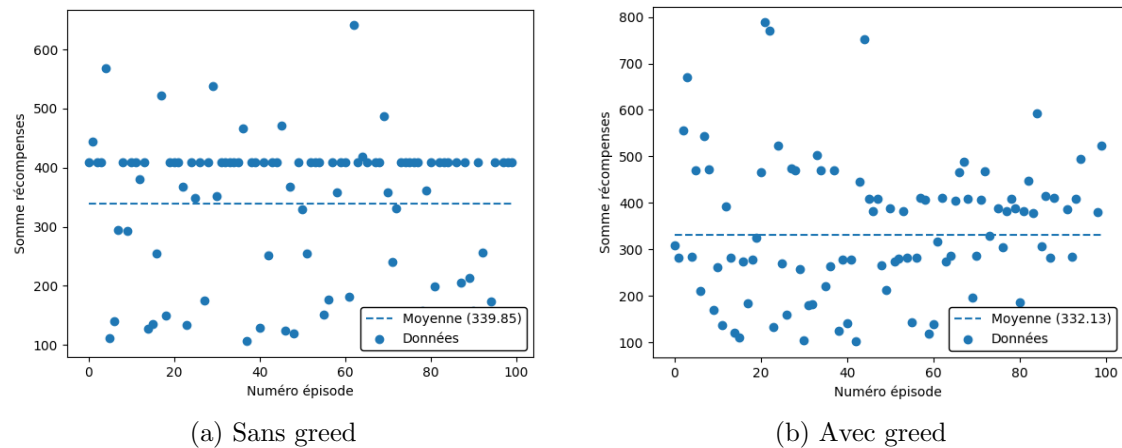 600
500
400
300
200
100
Somme récompenses
0
20
40
60
80
100
Numéro épisode
Moyenne (339.85)
Données
(a) Sans greed
800
700
600
500
400
300
200
100
Somme récompenses
0
20
40
60
80
100
Numéro épisode
Moyenne (332.13)
Données
(b) Avec greed